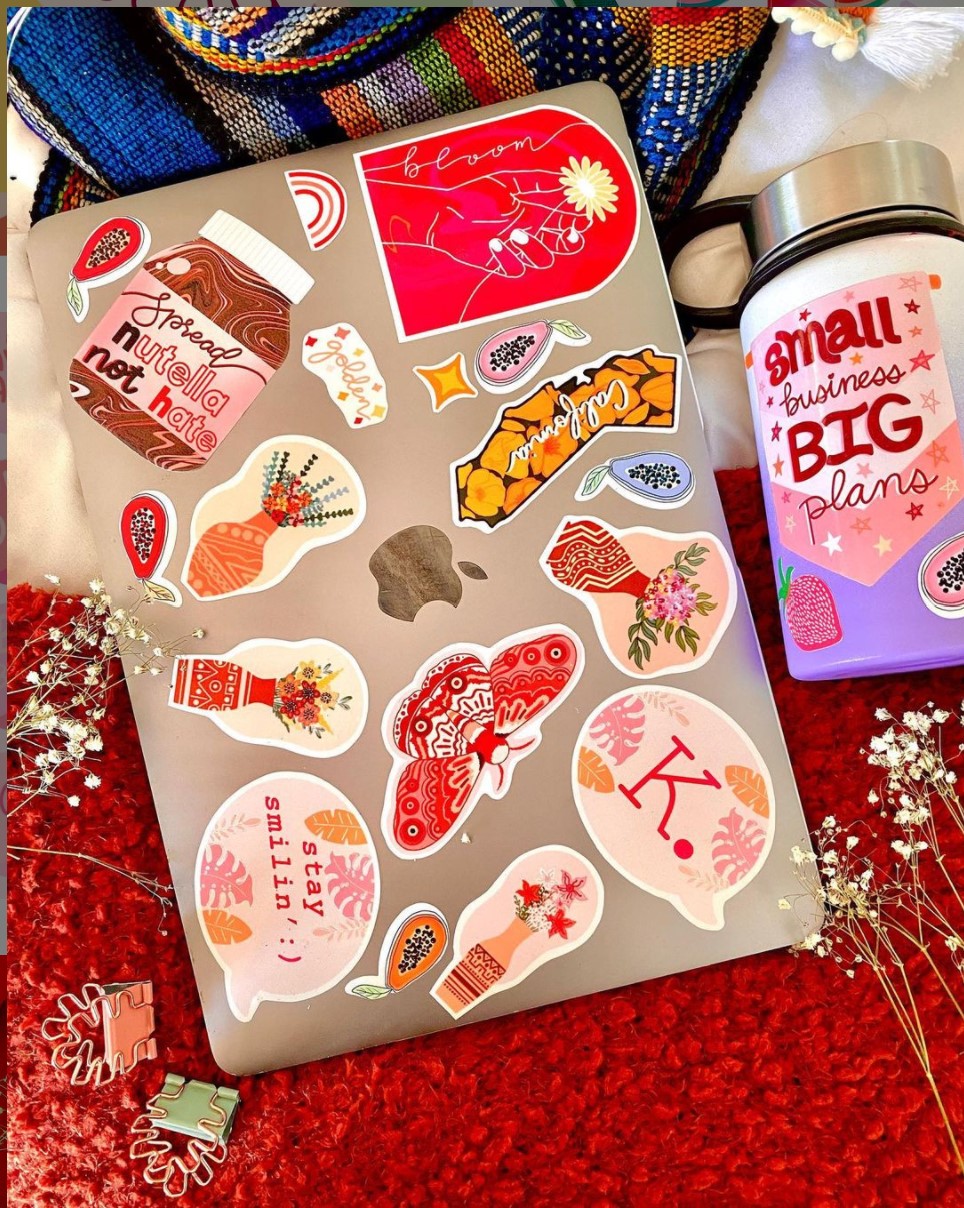 bloom
Spread
nutella
not hate
golden
California
small
business
BIG
plans
K.
stay
smilin' :)